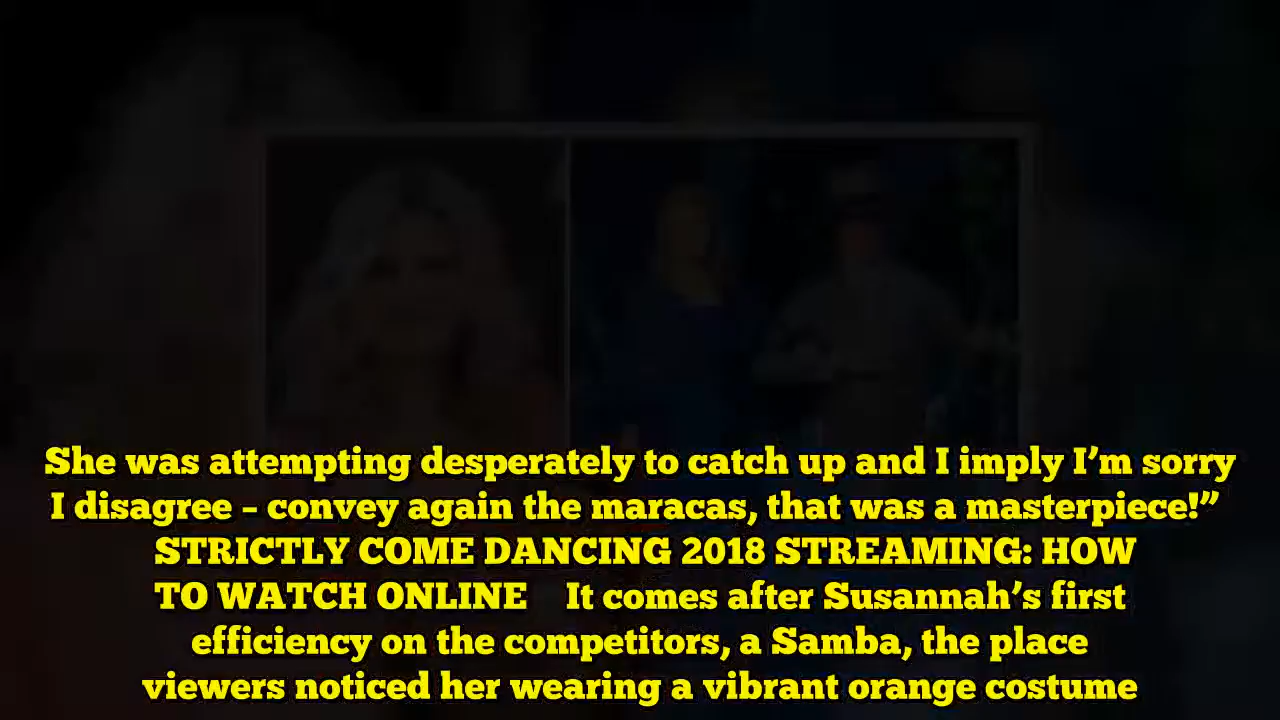 She was attempting desperately to catch up and I imply I’m sorry
I disagree – convey again the maracas, that was a masterpiece!”
STRICTLY COME DANCING 2018 STREAMING: HOW
TO WATCH ONLINE It comes after Susannah’s first
efficiency on the competitors, a Samba, the place
viewers noticed her wearing a vibrant orange costume